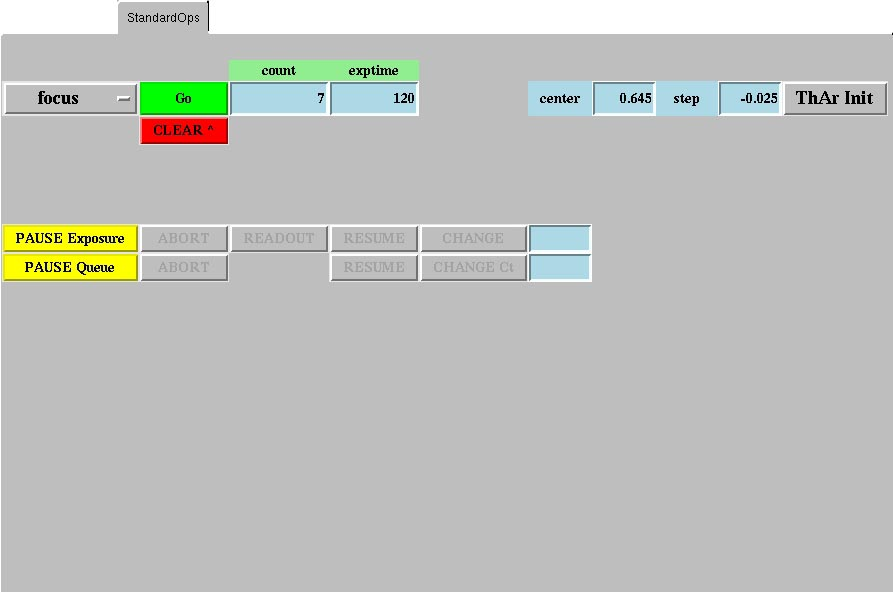 StandardOps
count exptime
focus Go 7 120 center 0.645 step -0.025 ThAr Init
CLEAR ^
PAUSE Exposure ABORT READOUT RESUME CHANGE
PAUSE Queue ABORT RESUME CHANGE Ct